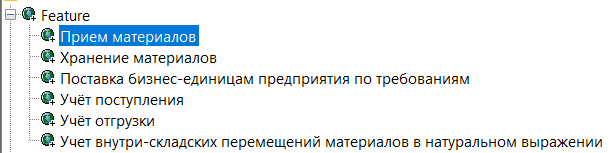 Feature
Прием материалов
Хранение материалов
Поставка бизнес-единицам предприятия по требованиям
Учёт поступления
Учёт отгрузки
Учет внутри-складских перемещений материалов в натуральном выражении